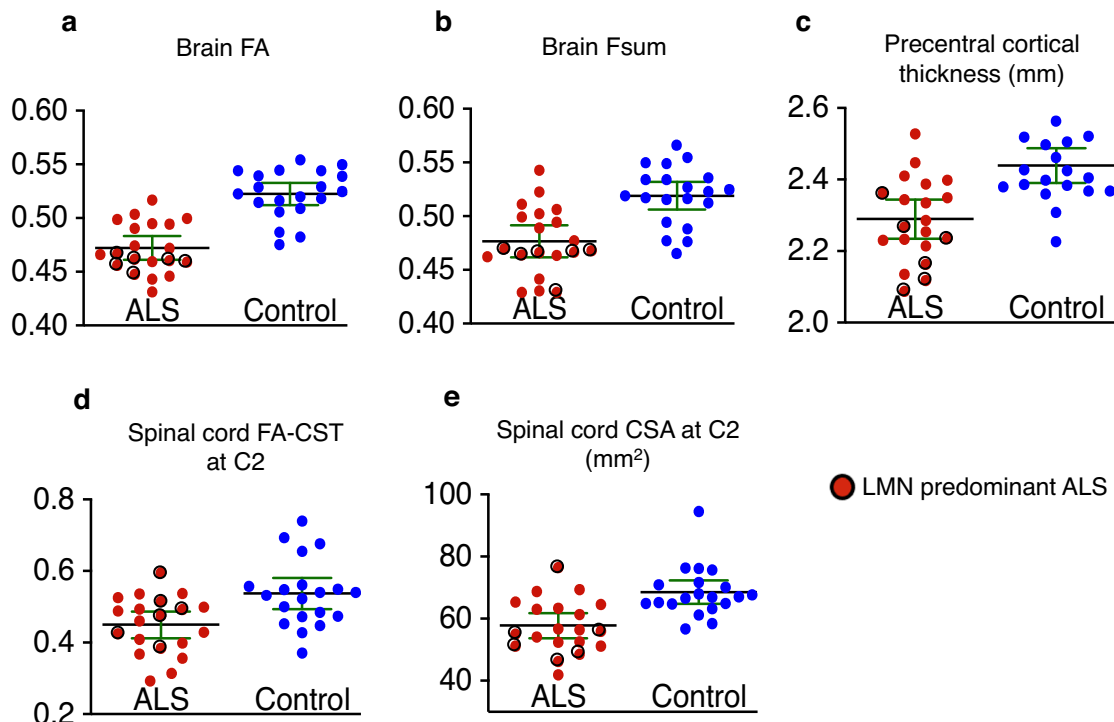 a
Brain FA
0.60
0.55
0.50
0.45
0.40
ALS
Control
b
Brain Fsum
0.60
0.55
0.50
0.45
0.40
ALS
Control
c
Precentral cortical
thickness (mm)
2.6
2.4
2.2
2.0
ALS
Control
d
Spinal cord FA-CST
at C2
0.8
0.6
0.4
0.2
ALS
Control
e
Spinal cord CSA at C2
(mm²)
100
80
60
40
ALS
Control
LMN predominant ALS